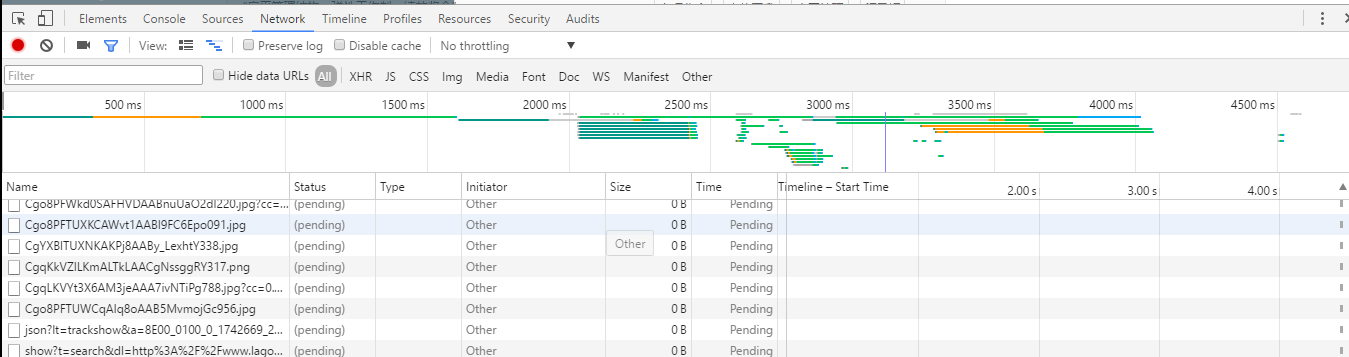 Elements Console Sources Network Timeline Profiles Resources Security Audits
View: Preserve log Disable cache No throttling
Filter Hide data URLs All XHR JS CSS Img Media Font Doc WS Manifest Other
500 ms 1000 ms 1500 ms 2000 ms 2500 ms 3000 ms 3500 ms 4000 ms 4500 ms
Name Status Type Initiator Size Time Timeline – Start Time 2.00 s 3.00 s 4.00 s
(pending) Other 0 B Pending
Cgo8PFTUXKCAWvt1AABI9FC6Epo091.jpg (pending) Other 0 B Pending
Other
CgYXBlTUXNKAKPj8AABy_LexhtY338.jpg (pending) Other 0 B Pending
CgqKkVZILKmALTkLAACgNssggRY317.png (pending) Other 0 B Pending
CgqLKVYt3X6AM3jeAAA7ivNTiPg788.jpg?cc=0.... (pending) Other 0 B Pending
Cgo8PFTUWCqAIq8oAAB5MvmojGc956.jpg (pending) Other 0 B Pending
json?lt=trackshow&a=8E00_0100_0_1742669_2... (pending) Other 0 B Pending
show?t=search&dl=http%3A%2F%2Fwww.lago... (pending) Other 0 B Pending